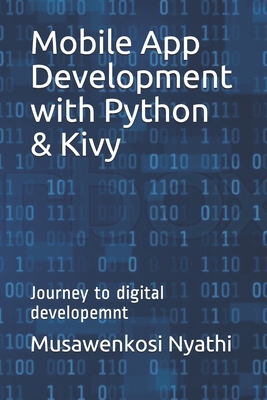 Mobile App
Development
with Python
& Kivy
Journey to digital
developemnt
Musawenkosi Nyathi